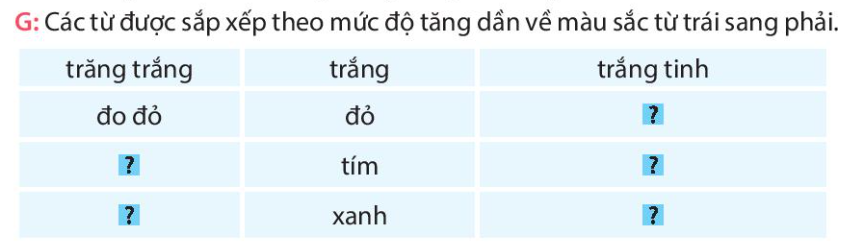 G: Các từ được sắp xếp theo mức độ tăng dần về màu sắc từ trái sang phải.
trăng trắng trắng trắng tinh
đo đỏ đỏ ?
? tím ?
? xanh ?